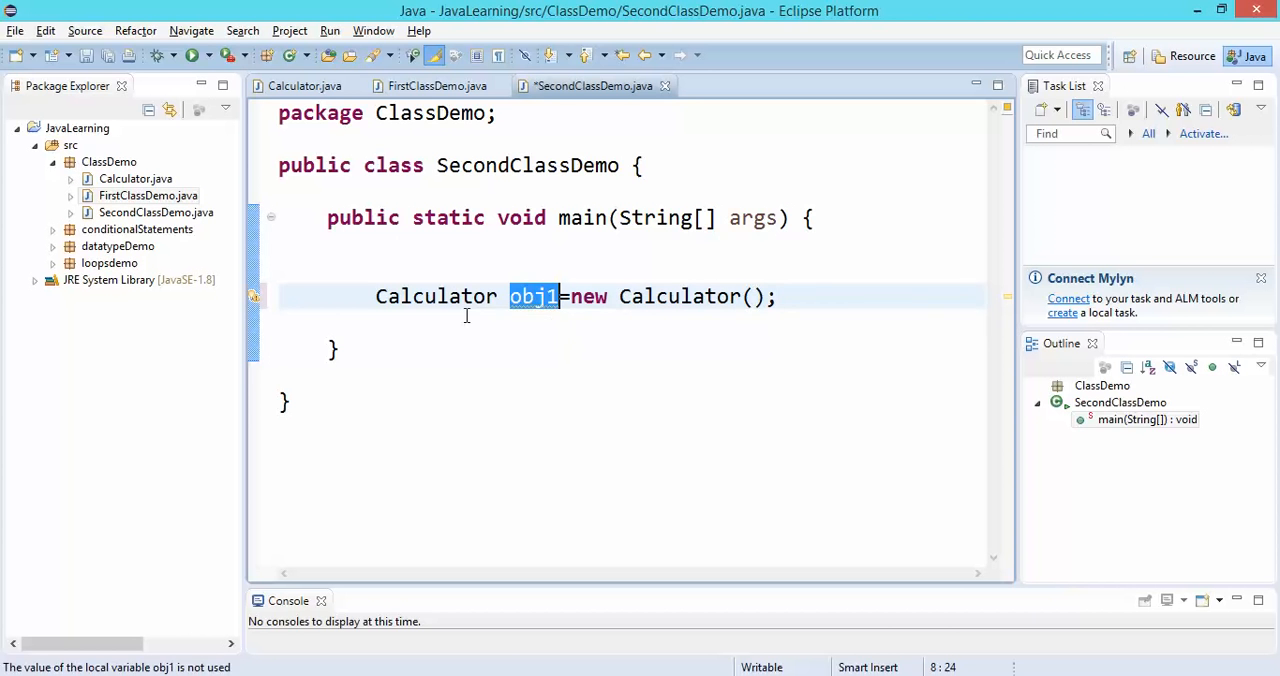 Java - JavaLearning/src/ClassDemo/SecondClassDemo.java - Eclipse Platform
File Edit Source Refactor Navigate Search Project Run Window Help
Quick Access
Resource
Java
Package Explorer
Calculator.java
FirstClassDemo.java
*SecondClassDemo.java
Task List
JavaLearning
src
ClassDemo
Calculator.java
FirstClassDemo.java
SecondClassDemo.java
conditionalStatements
datatypeDemo
loopsdemo
JRE System Library [JavaSE-1.8]
package ClassDemo;
public class SecondClassDemo {
public static void main(String[] args) {
Calculator obj1=new Calculator();
}
}
Find
All
Activate...
Connect Mylyn
Connect to your task and ALM tools or
create a local task.
Outline
ClassDemo
SecondClassDemo
main(String[]) : void
Console
No consoles to display at this time.
The value of the local variable obj1 is not used
Writable
Smart Insert
8 : 24